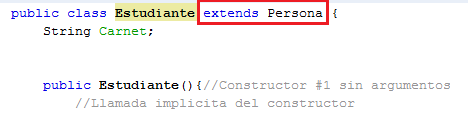 public class Estudiante extends Persona {
String Carnet;
public Estudiante(){//Constructor #1 sin argumentos
//Llamada implicita del constructor